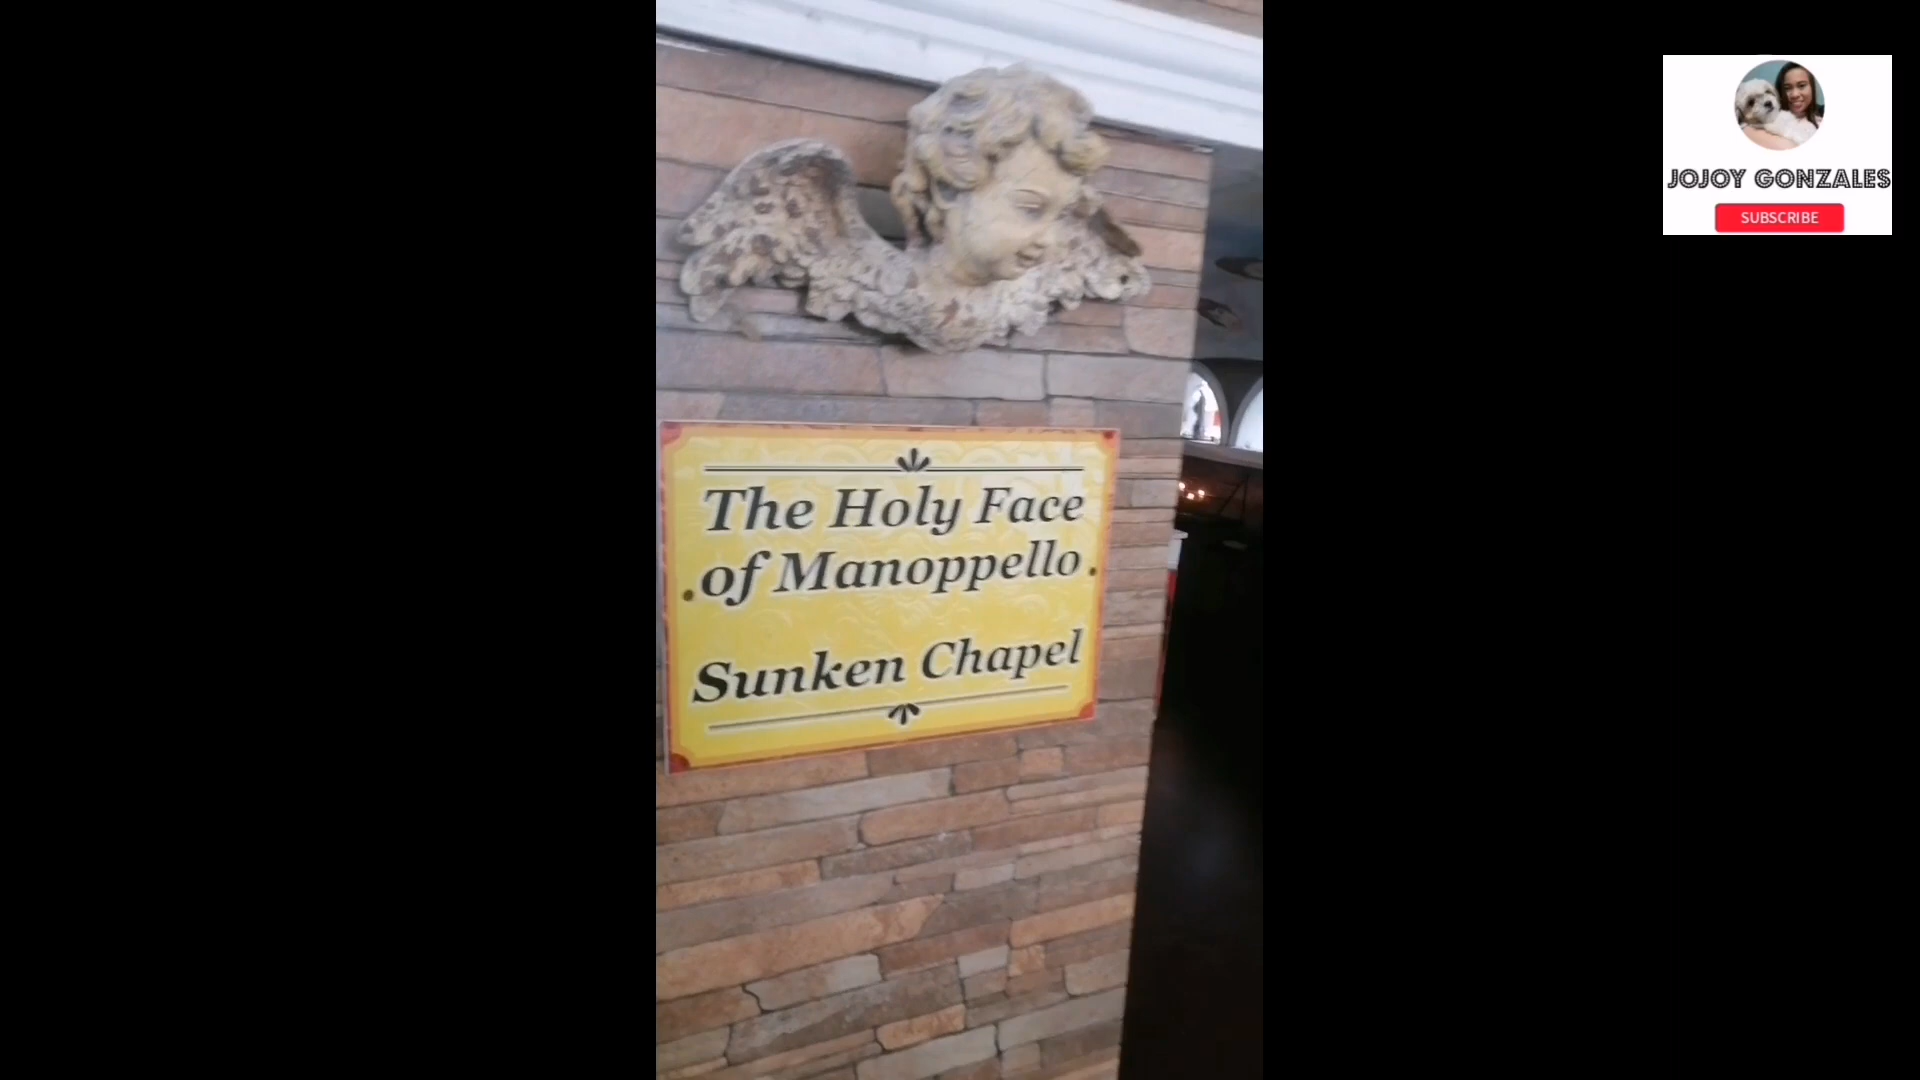 The Holy Face
of Manoppello
Sunken Chapel
JOJOY GONZALES
SUBSCRIBE